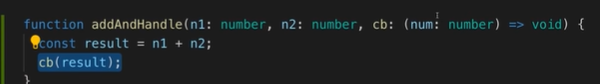 function addAndHandle(n1: number, n2: number, cb: (num: number) => void) {
const result = n1 + n2;
cb(result);
}